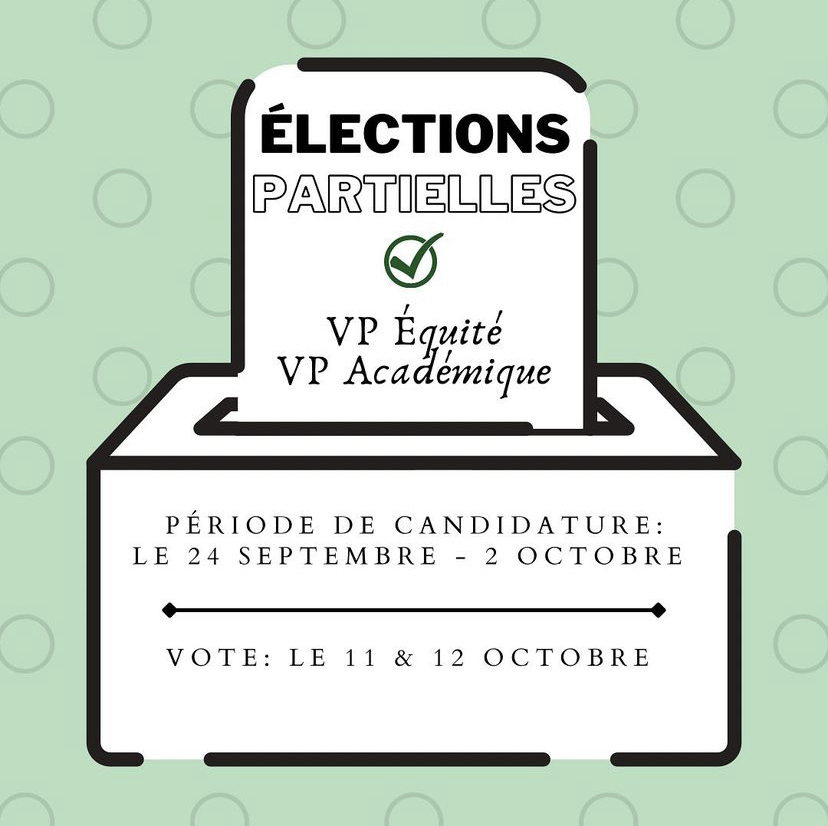 ÉLECTIONS
PARTIELLES
VP Équité
VP Académique
PÉRIODE DE CANDIDATURE:
LE 24 SEPTEMBRE - 2 OCTOBRE
VOTE: LE 11 & 12 OCTOBRE